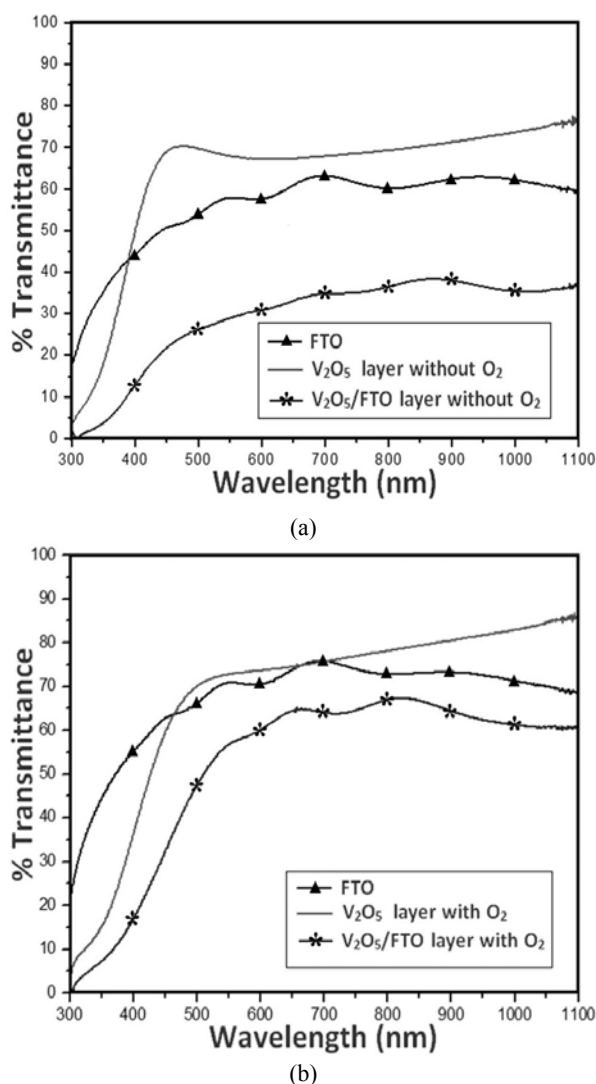 100
90
80
70
60
50
40
30
20
10
0
% Transmittance
FTO
V₂O₅ layer without O₂
V₂O₅/FTO layer without O₂
300 400 500 600 700 800 900 1000 1100
Wavelength (nm)
(a)
100
90
80
70
60
50
40
30
20
10
0
% Transmittance
FTO
V₂O₅ layer with O₂
V₂O₅/FTO layer with O₂
300 400 500 600 700 800 900 1000 1100
Wavelength (nm)
(b)